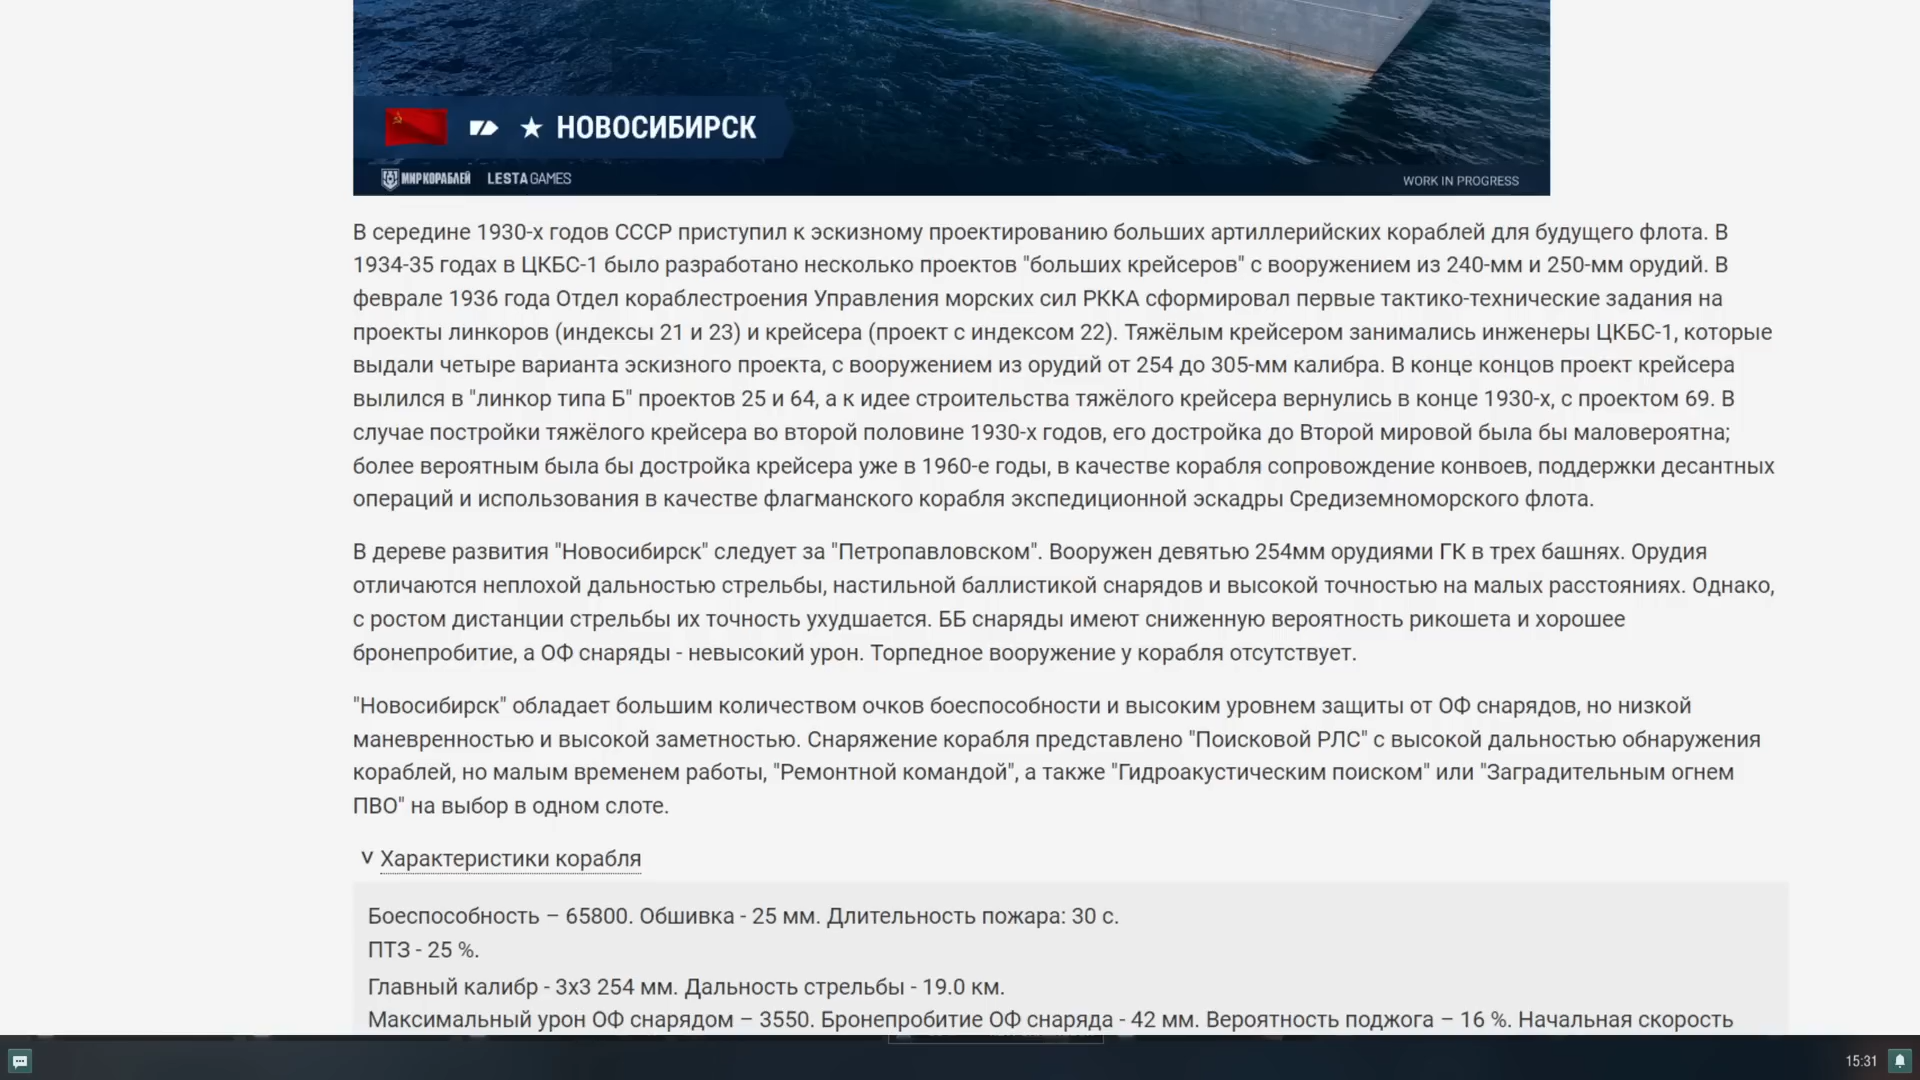 ★ НОВОСИБИРСК
МИР КОРАБЛЕЙ LESTA GAMES
WORK IN PROGRESS
В середине 1930-х годов СССР приступил к эскизному проектированию больших артиллерийских кораблей для будущего флота. В
1934-35 годах в ЦКБС-1 было разработано несколько проектов "больших крейсеров" с вооружением из 240-мм и 250-мм орудий. В
феврале 1936 года Отдел кораблестроения Управления морских сил РККА сформировал первые тактико-технические задания на
проекты линкоров (индексы 21 и 23) и крейсера (проект с индексом 22). Тяжёлым крейсером занимались инженеры ЦКБС-1, которые
выдали четыре варианта эскизного проекта, с вооружением из орудий от 254 до 305-мм калибра. В конце концов проект крейсера
вылился в "линкор типа Б" проектов 25 и 64, а к идее строительства тяжёлого крейсера вернулись в конце 1930-х, с проектом 69. В
случае постройки тяжёлого крейсера во второй половине 1930-х годов, его достройка до Второй мировой была бы маловероятна;
более вероятным была бы достройка крейсера уже в 1960-е годы, в качестве корабля сопровождение конвоев, поддержки десантных
операций и использования в качестве флагманского корабля экспедиционной эскадры Средиземноморского флота.
В дереве развития "Новосибирск" следует за "Петропавловском". Вооружен девятью 254мм орудиями ГК в трех башнях. Орудия
отличаются неплохой дальностью стрельбы, настильной баллистикой снарядов и высокой точностью на малых расстояниях. Однако,
с ростом дистанции стрельбы их точность ухудшается. ББ снаряды имеют сниженную вероятность рикошета и хорошее
бронепробитие, а ОФ снаряды - невысокий урон. Торпедное вооружение у корабля отсутствует.
"Новосибирск" обладает большим количеством очков боеспособности и высоким уровнем защиты от ОФ снарядов, но низкой
маневренностью и высокой заметностью. Снаряжение корабля представлено "Поисковой РЛС" с высокой дальностью обнаружения
кораблей, но малым временем работы, "Ремонтной командой", а также "Гидроакустическим поиском" или "Заградительным огнем
ПВО" на выбор в одном слоте.
Характеристики корабля
Боеспособность – 65800. Обшивка - 25 мм. Длительность пожара: 30 с.
ПТЗ - 25 %.
Главный калибр - 3х3 254 мм. Дальность стрельбы - 19.0 км.
Максимальный урон ОФ снарядом – 3550. Бронепробитие ОФ снаряда - 42 мм. Вероятность поджога – 16 %. Начальная скорость
15:31